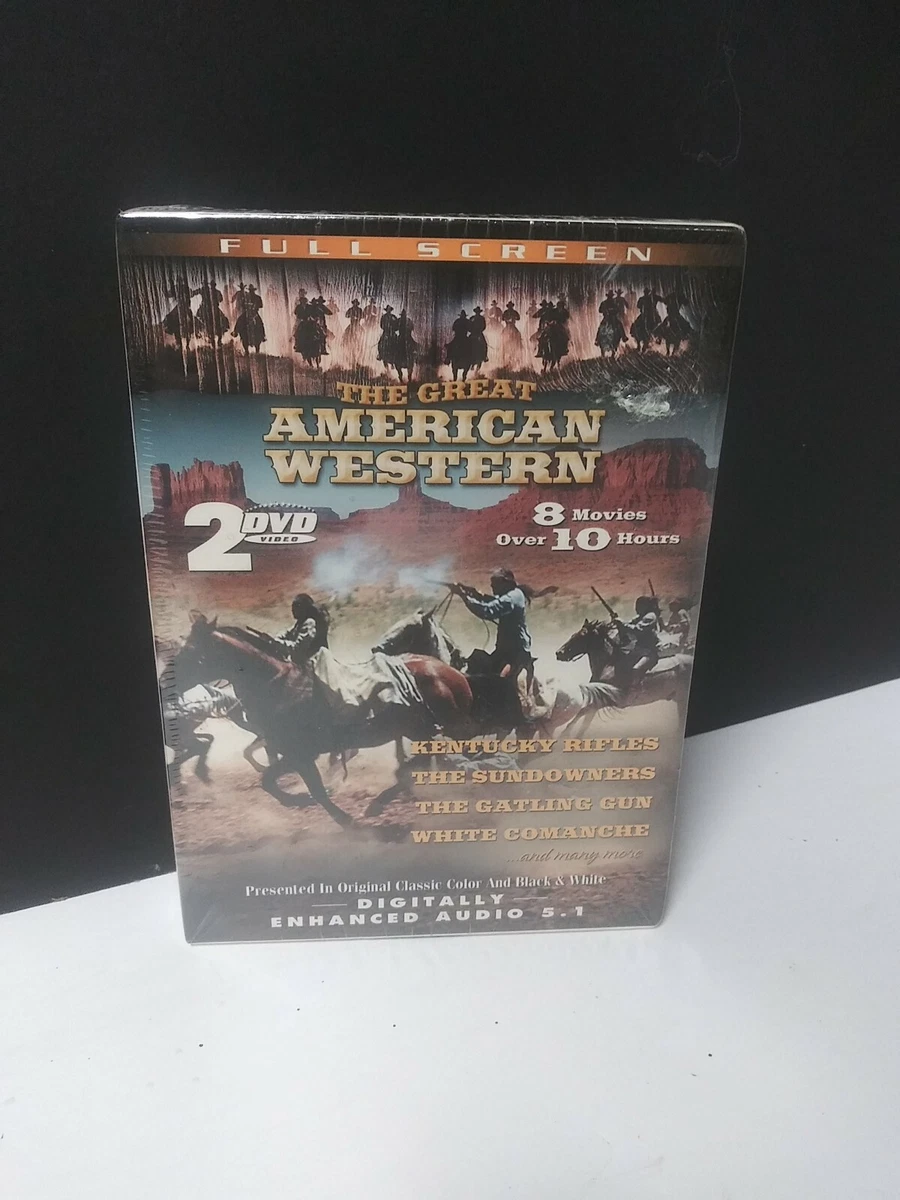 FULL SCREEN
THE GREAT
AMERICAN
WESTERN
2 DVD
VIDEO
8 Movies
Over 10 Hours
KENTUCKY RIFLES
THE SUNDOWNERS
THE GATLING GUN
WHITE COMANCHE
...and many more
Presented In Original Classic Color And Black & White
DIGITALLY
ENHANCED AUDIO 5.1